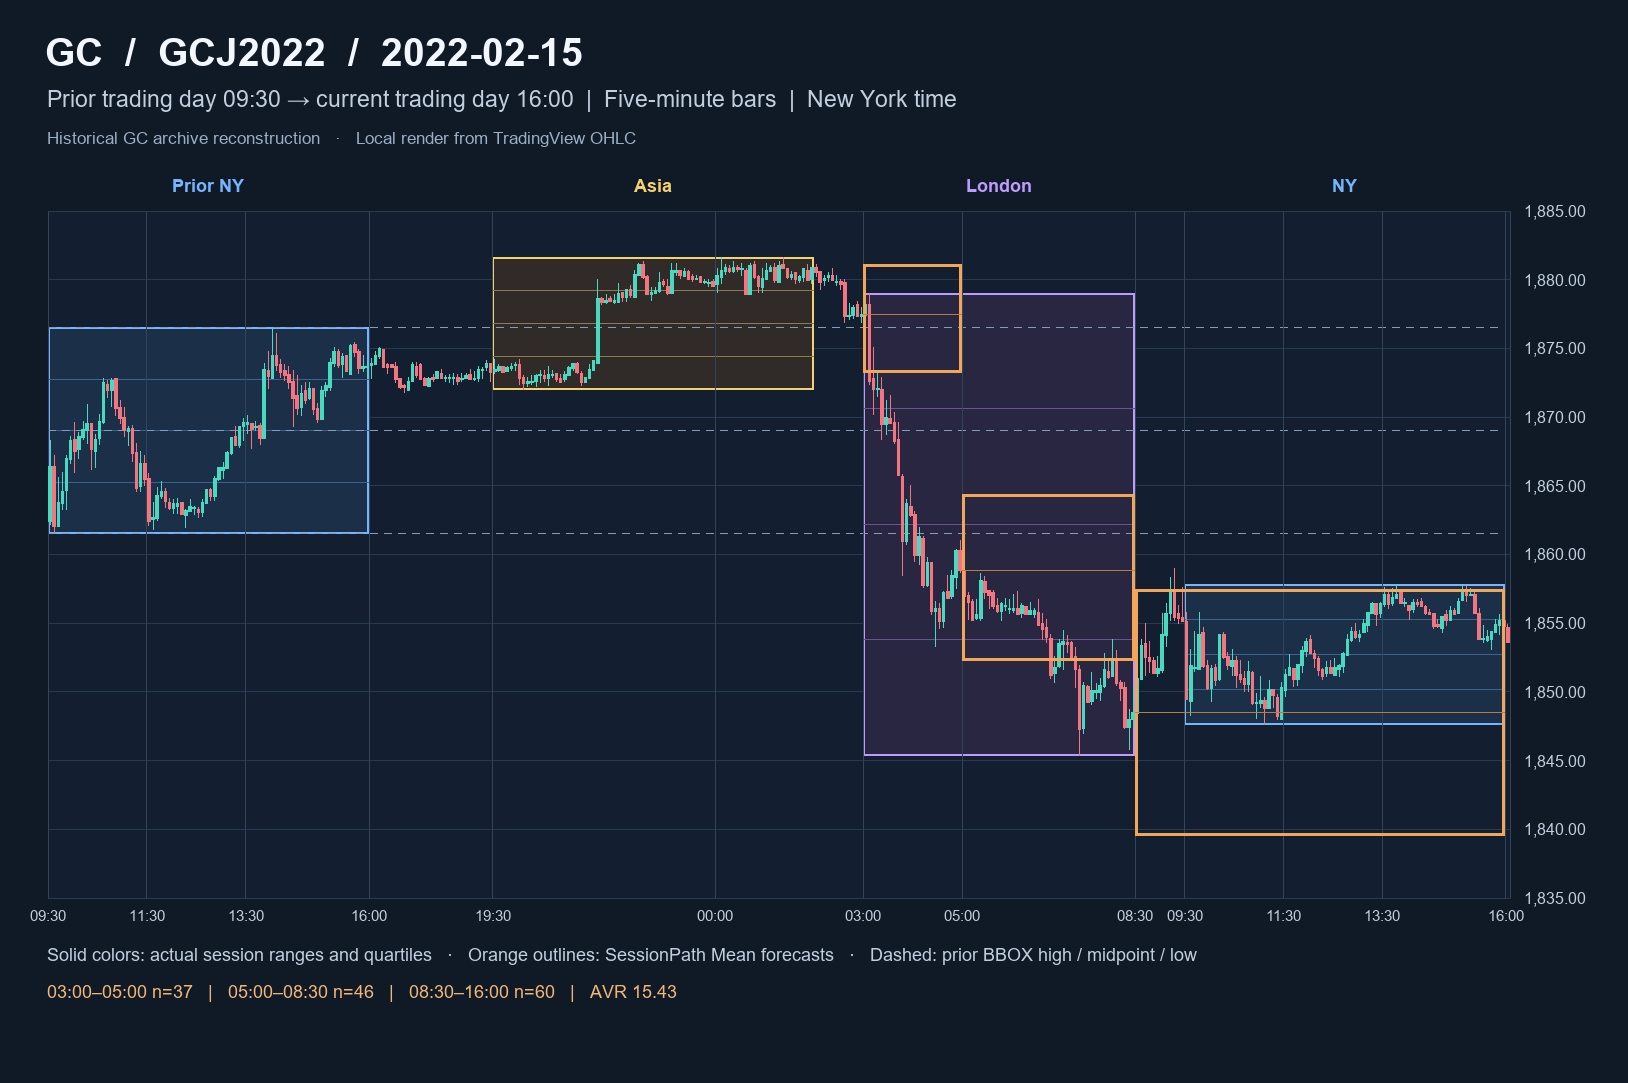 GC / GCJ2022 / 2022-02-15
Prior trading day 09:30 → current trading day 16:00 | Five-minute bars | New York time
Historical GC archive reconstruction · Local render from TradingView OHLC
Prior NY Asia London NY
1,885.00
1,880.00
1,875.00
1,870.00
1,865.00
1,860.00
1,855.00
1,850.00
1,845.00
1,840.00
1,835.00
09:30 11:30 13:30 16:00 19:30 00:00 03:00 05:00 08:30 09:30 11:30 13:30 16:00
Solid colors: actual session ranges and quartiles · Orange outlines: SessionPath Mean forecasts · Dashed: prior BBOX high / midpoint / low
03:00–05:00 n=37 | 05:00–08:30 n=46 | 08:30–16:00 n=60 | AVR 15.43